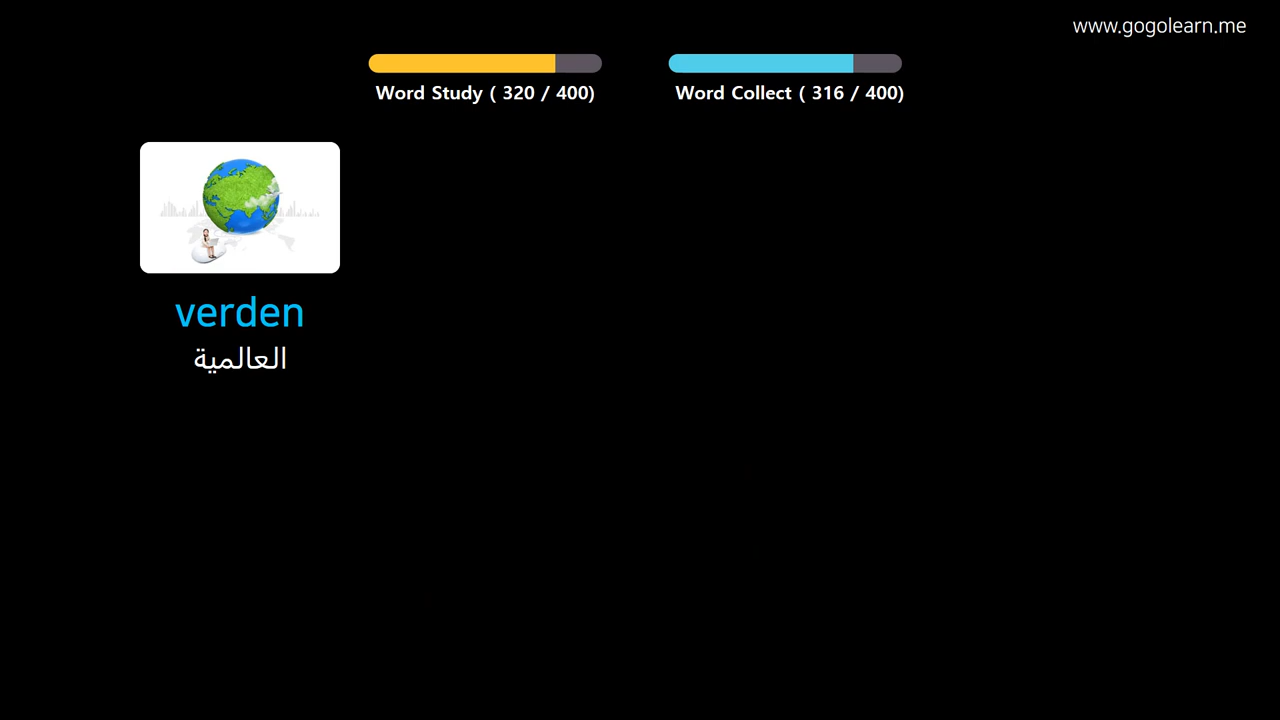 www.gogolearn.me
Word Study ( 320 / 400)
Word Collect ( 316 / 400)
verden
العالمية